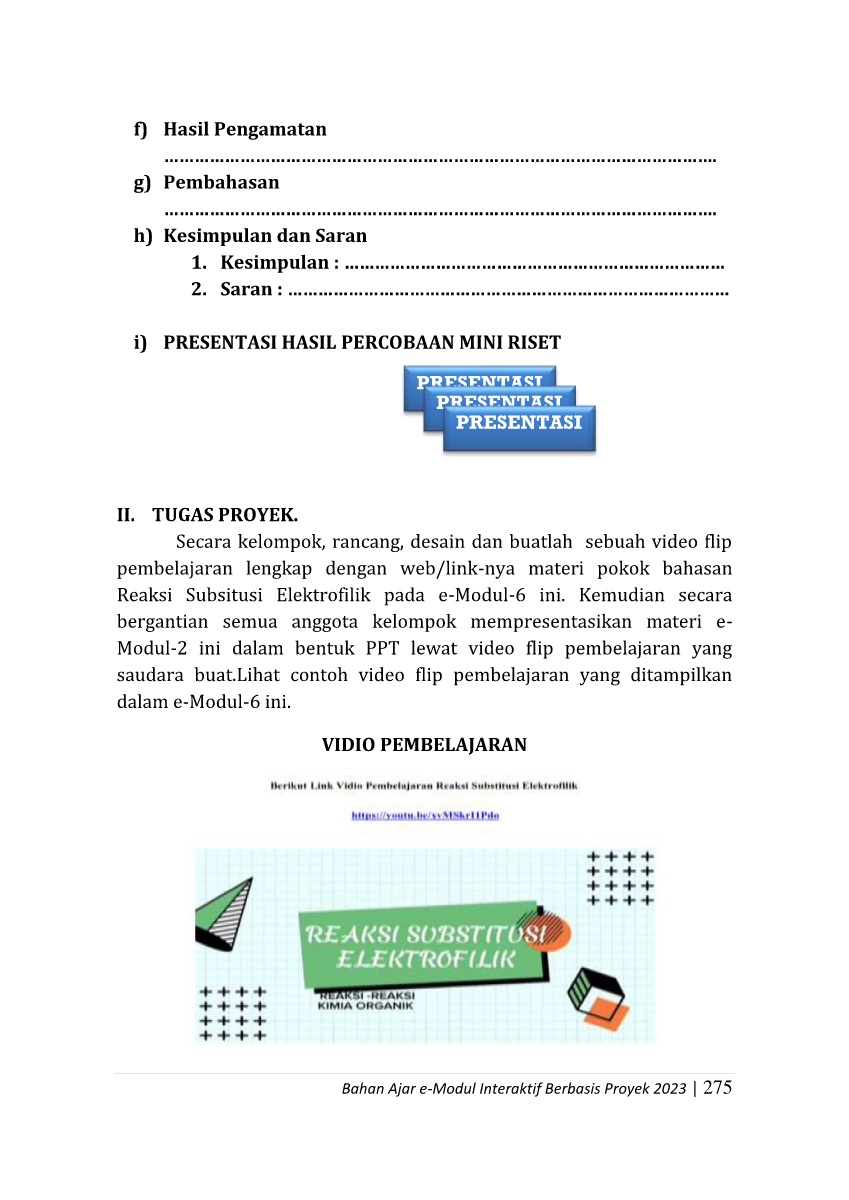 f) Hasil Pengamatan
……………………………………………………………………………………………….
g) Pembahasan
……………………………………………………………………………………………….
h) Kesimpulan dan Saran
1. Kesimpulan : …………………………………………………………………
2. Saran : ……………………………………………………………………………
i) PRESENTASI HASIL PERCOBAAN MINI RISET
PRESENTASI
PRESENTASI
PRESENTASI
II. TUGAS PROYEK.
Secara kelompok, rancang, desain dan buatlah sebuah video flip
pembelajaran lengkap dengan web/link-nya materi pokok bahasan
Reaksi Subsitusi Elektrofilik pada e-Modul-6 ini. Kemudian secara
bergantian semua anggota kelompok mempresentasikan materi e-
Modul-2 ini dalam bentuk PPT lewat video flip pembelajaran yang
saudara buat.Lihat contoh video flip pembelajaran yang ditampilkan
dalam e-Modul-6 ini.
VIDIO PEMBELAJARAN
Berikut Link Vidio Pembelajaran Reaksi Substitusi Elektrofilik
REAKSI SUBSTITUSI
ELEKTROFILIK
REAKSI -REAKSI
KIMIA ORGANIK
Bahan Ajar e-Modul Interaktif Berbasis Proyek 2023 | 275